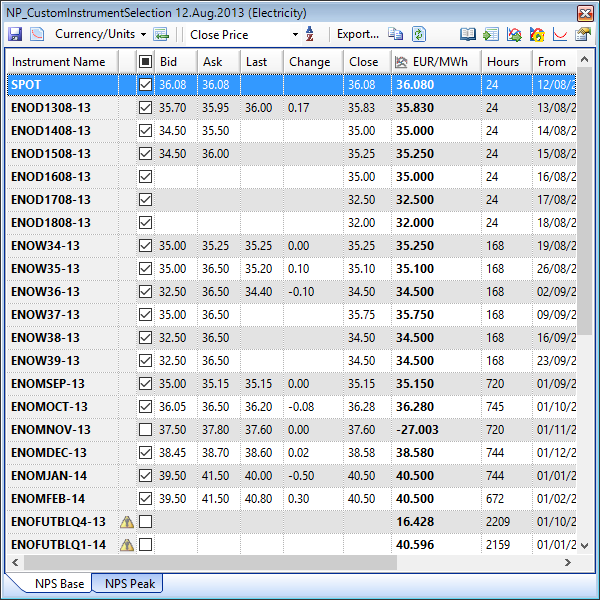 NP_CustomInstrumentSelection 12.Aug.2013 (Electricity)
Currency/Units Close Price A Z Export...
Instrument Name Bid Ask Last Change Close EUR/MWh Hours From
SPOT 36.08 36.08 36.08 36.080 24 12/08/2
ENOD1308-13 35.70 35.95 36.00 0.17 35.83 35.830 24 13/08/2
ENOD1408-13 34.50 35.50 35.00 35.000 24 14/08/2
ENOD1508-13 34.50 36.00 35.25 35.250 24 15/08/2
ENOD1608-13 35.00 35.000 24 16/08/2
ENOD1708-13 32.50 32.500 24 17/08/2
ENOD1808-13 32.00 32.000 24 18/08/2
ENOW34-13 35.00 35.25 35.25 0.00 35.25 35.250 168 19/08/2
ENOW35-13 35.00 36.50 35.20 0.10 35.10 35.100 168 26/08/2
ENOW36-13 32.50 36.50 34.40 -0.10 34.50 34.500 168 02/09/2
ENOW37-13 35.00 36.50 35.75 35.750 168 09/09/2
ENOW38-13 32.50 36.50 34.50 34.500 168 16/09/2
ENOW39-13 32.50 36.50 34.50 34.500 168 23/09/2
ENOMSEP-13 35.00 35.15 35.15 0.00 35.15 35.150 720 01/09/2
ENOMOCT-13 36.05 36.50 36.20 -0.08 36.28 36.280 745 01/10/2
ENOMNOV-13 37.50 37.80 37.60 0.00 37.60 -27.003 720 01/11/2
ENOMDEC-13 38.45 38.70 38.60 0.02 38.58 38.580 744 01/12/2
ENOMJAN-14 39.50 41.50 40.00 -0.50 40.50 40.500 744 01/01/2
ENOMFEB-14 39.50 41.50 40.80 0.30 40.50 40.500 672 01/02/2
ENOFUTBLQ4-13 16.428 2209 01/10/2
ENOFUTBLQ1-14 40.596 2159 01/01/2
NPS Base NPS Peak